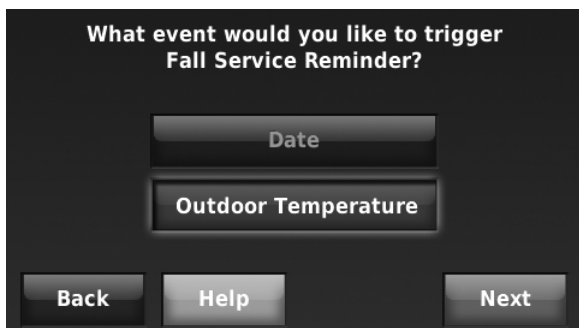 What event would you like to trigger
Fall Service Reminder?
Date
Outdoor Temperature
Back Help Next